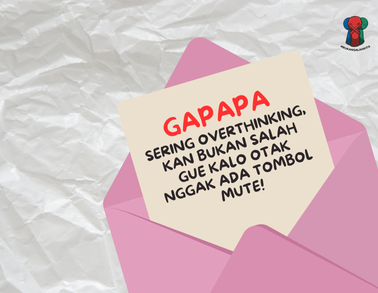 GAPAPA
SERING OVERTHINKING,
KAN BUKAN SALAH
GUE KALO OTAK
NGGAK ADA TOMBOL
MUTE!